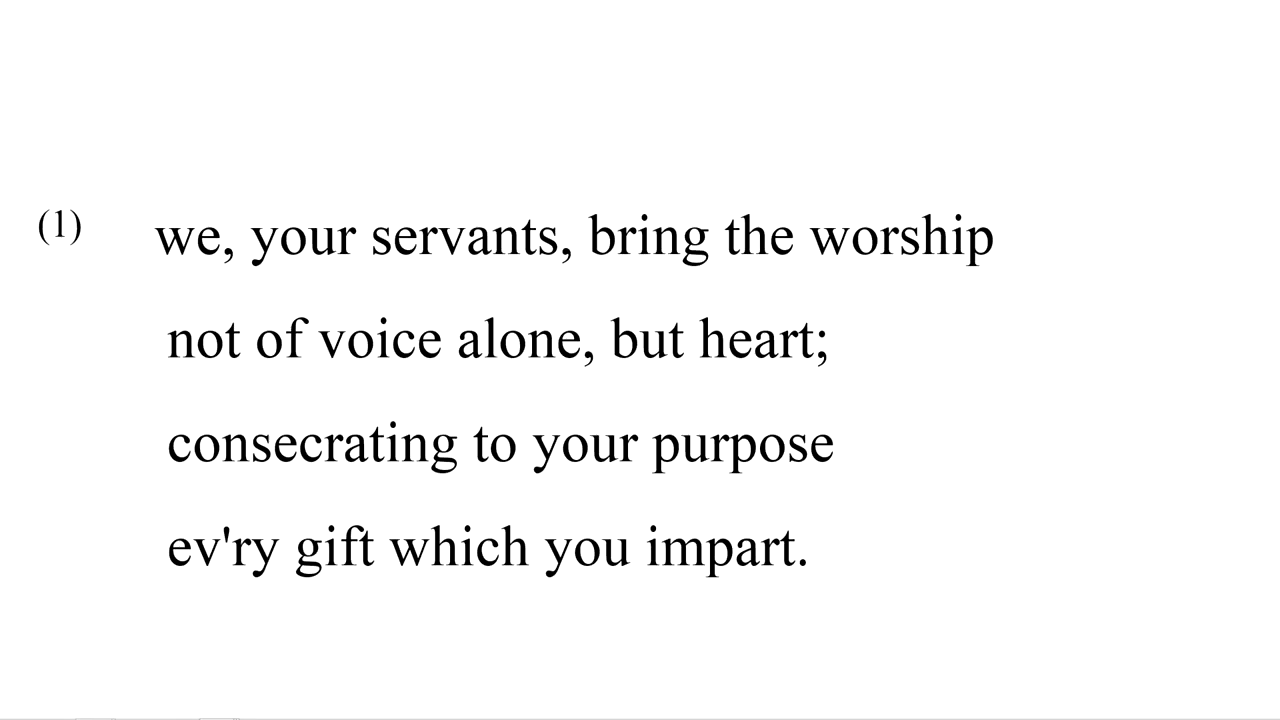 (1) we, your servants, bring the worship
not of voice alone, but heart;
consecrating to your purpose
ev'ry gift which you impart.